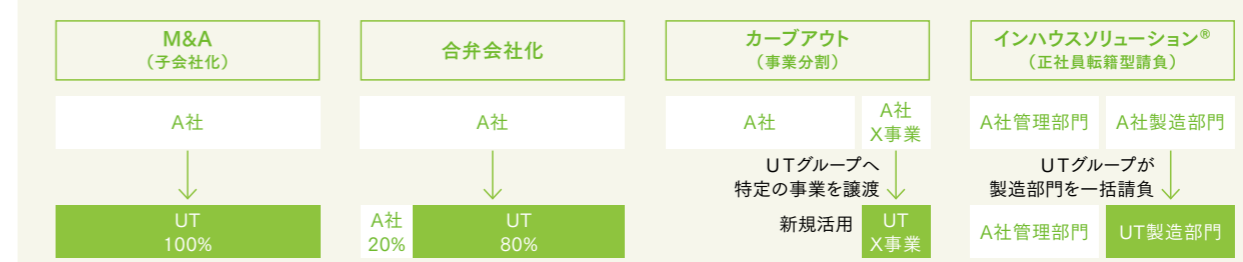 M&A
（子会社化）
A社
UT
100%
合弁会社化
A社
A社
20%
UT
80%
カーブアウト
（事業分割）
A社
A社
X事業
UTグループへ
特定の事業を譲渡
新規活用
UT
X事業
インハウスソリューション®
（正社員転籍型請負）
A社管理部門
A社製造部門
UTグループが
製造部門を一括請負
A社管理部門
UT製造部門